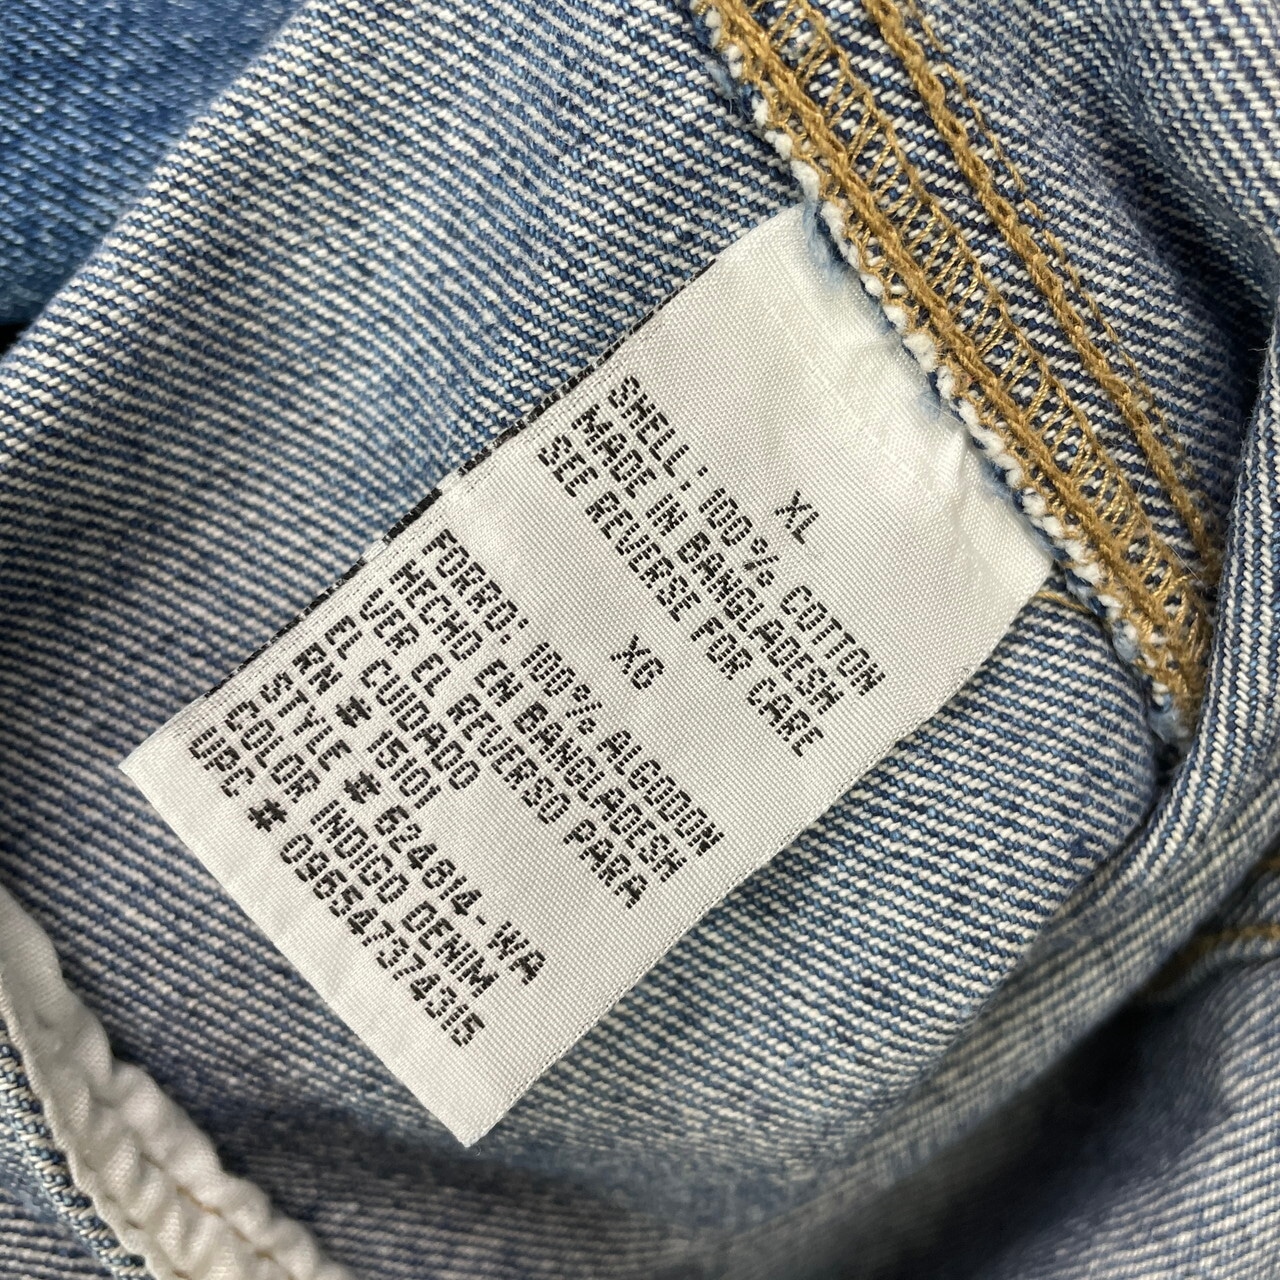 XL
SHELL: 100% COTTON
MADE IN BANGLADESH
SEE REVERSE FOR CARE
XG
FORRO: 100% ALGODON
HECHO EN BANGLADESH
VER EL REVERSO PARA
EL CUIDADO
RN # 15101
STYLE # 624614-WA
COLOR INDIGO DENIM
UPC # 096547374315